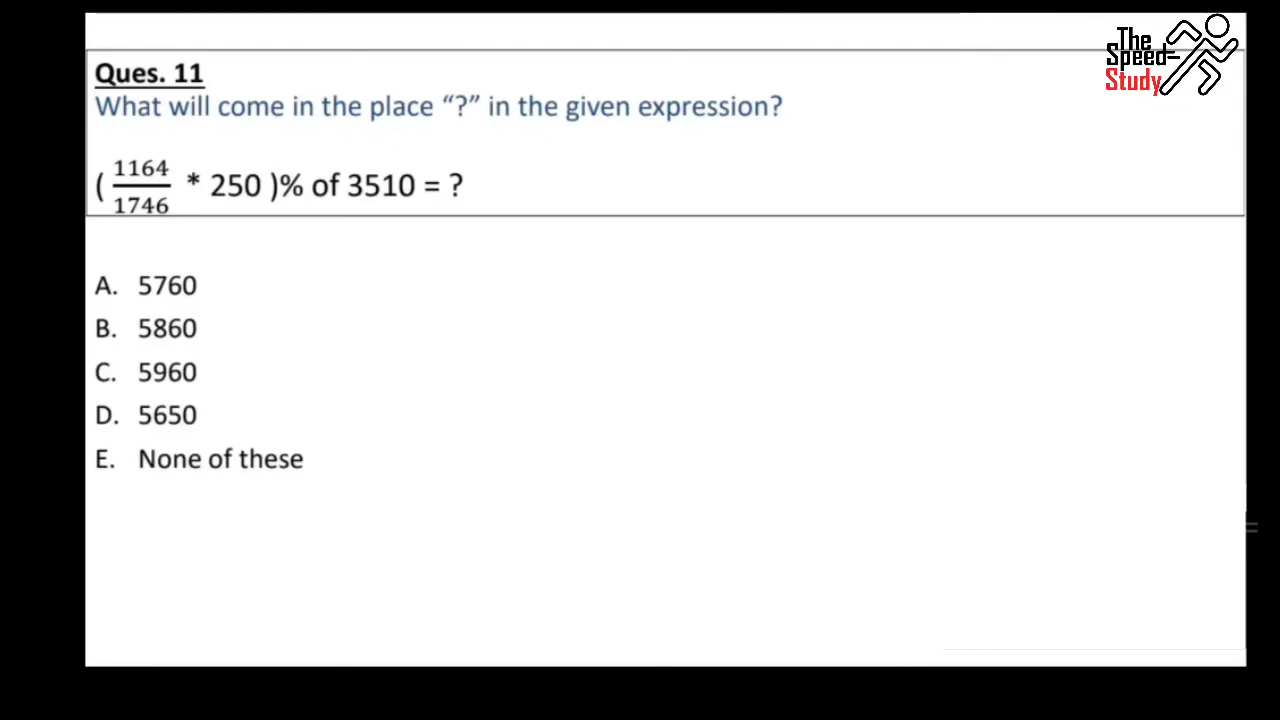 The
Speed
Study
Ques. 11
What will come in the place “?” in the given expression?
( 1164/1746 * 250 )% of 3510 = ?
A. 5760
B. 5860
C. 5960
D. 5650
E. None of these